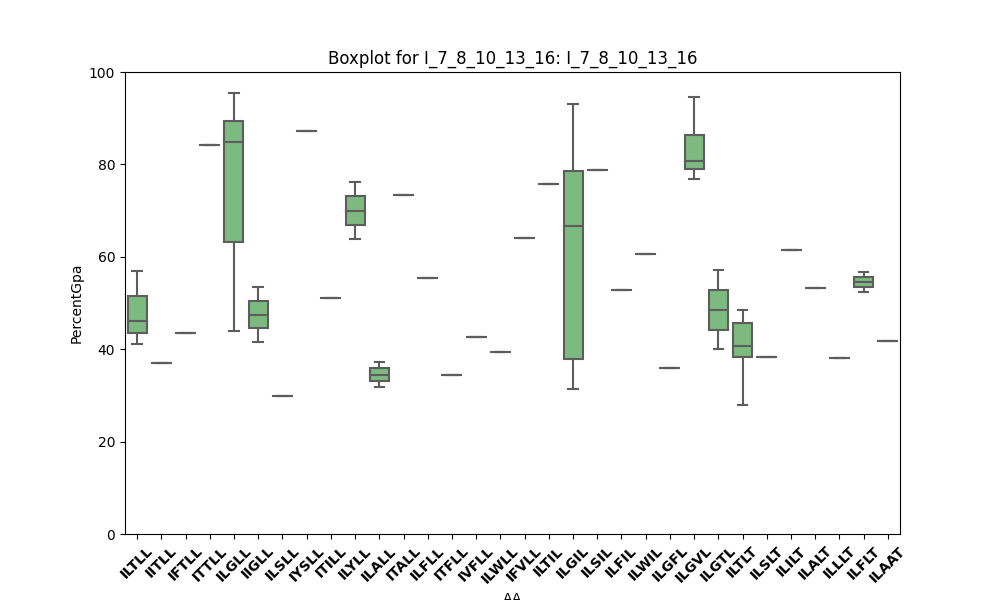 Boxplot for I_7_8_10_13_16: I_7_8_10_13_16
PercentGpa
100
80
60
40
20
0
ILTLL IITLL IFTLL ITTLL ILGLL IIGLL ILSLL IYSLL ITILL ILYLL ILALL ITALL ILFLL ITFLL IVFLL ILWLL IFVLL ILTIL ILGIL ILSIL ILFIL ILWIL ILGFL ILGVL ILGTL ILTLT ILSLT ILILT ILALT ILLLT ILFLT ILAAT
AA